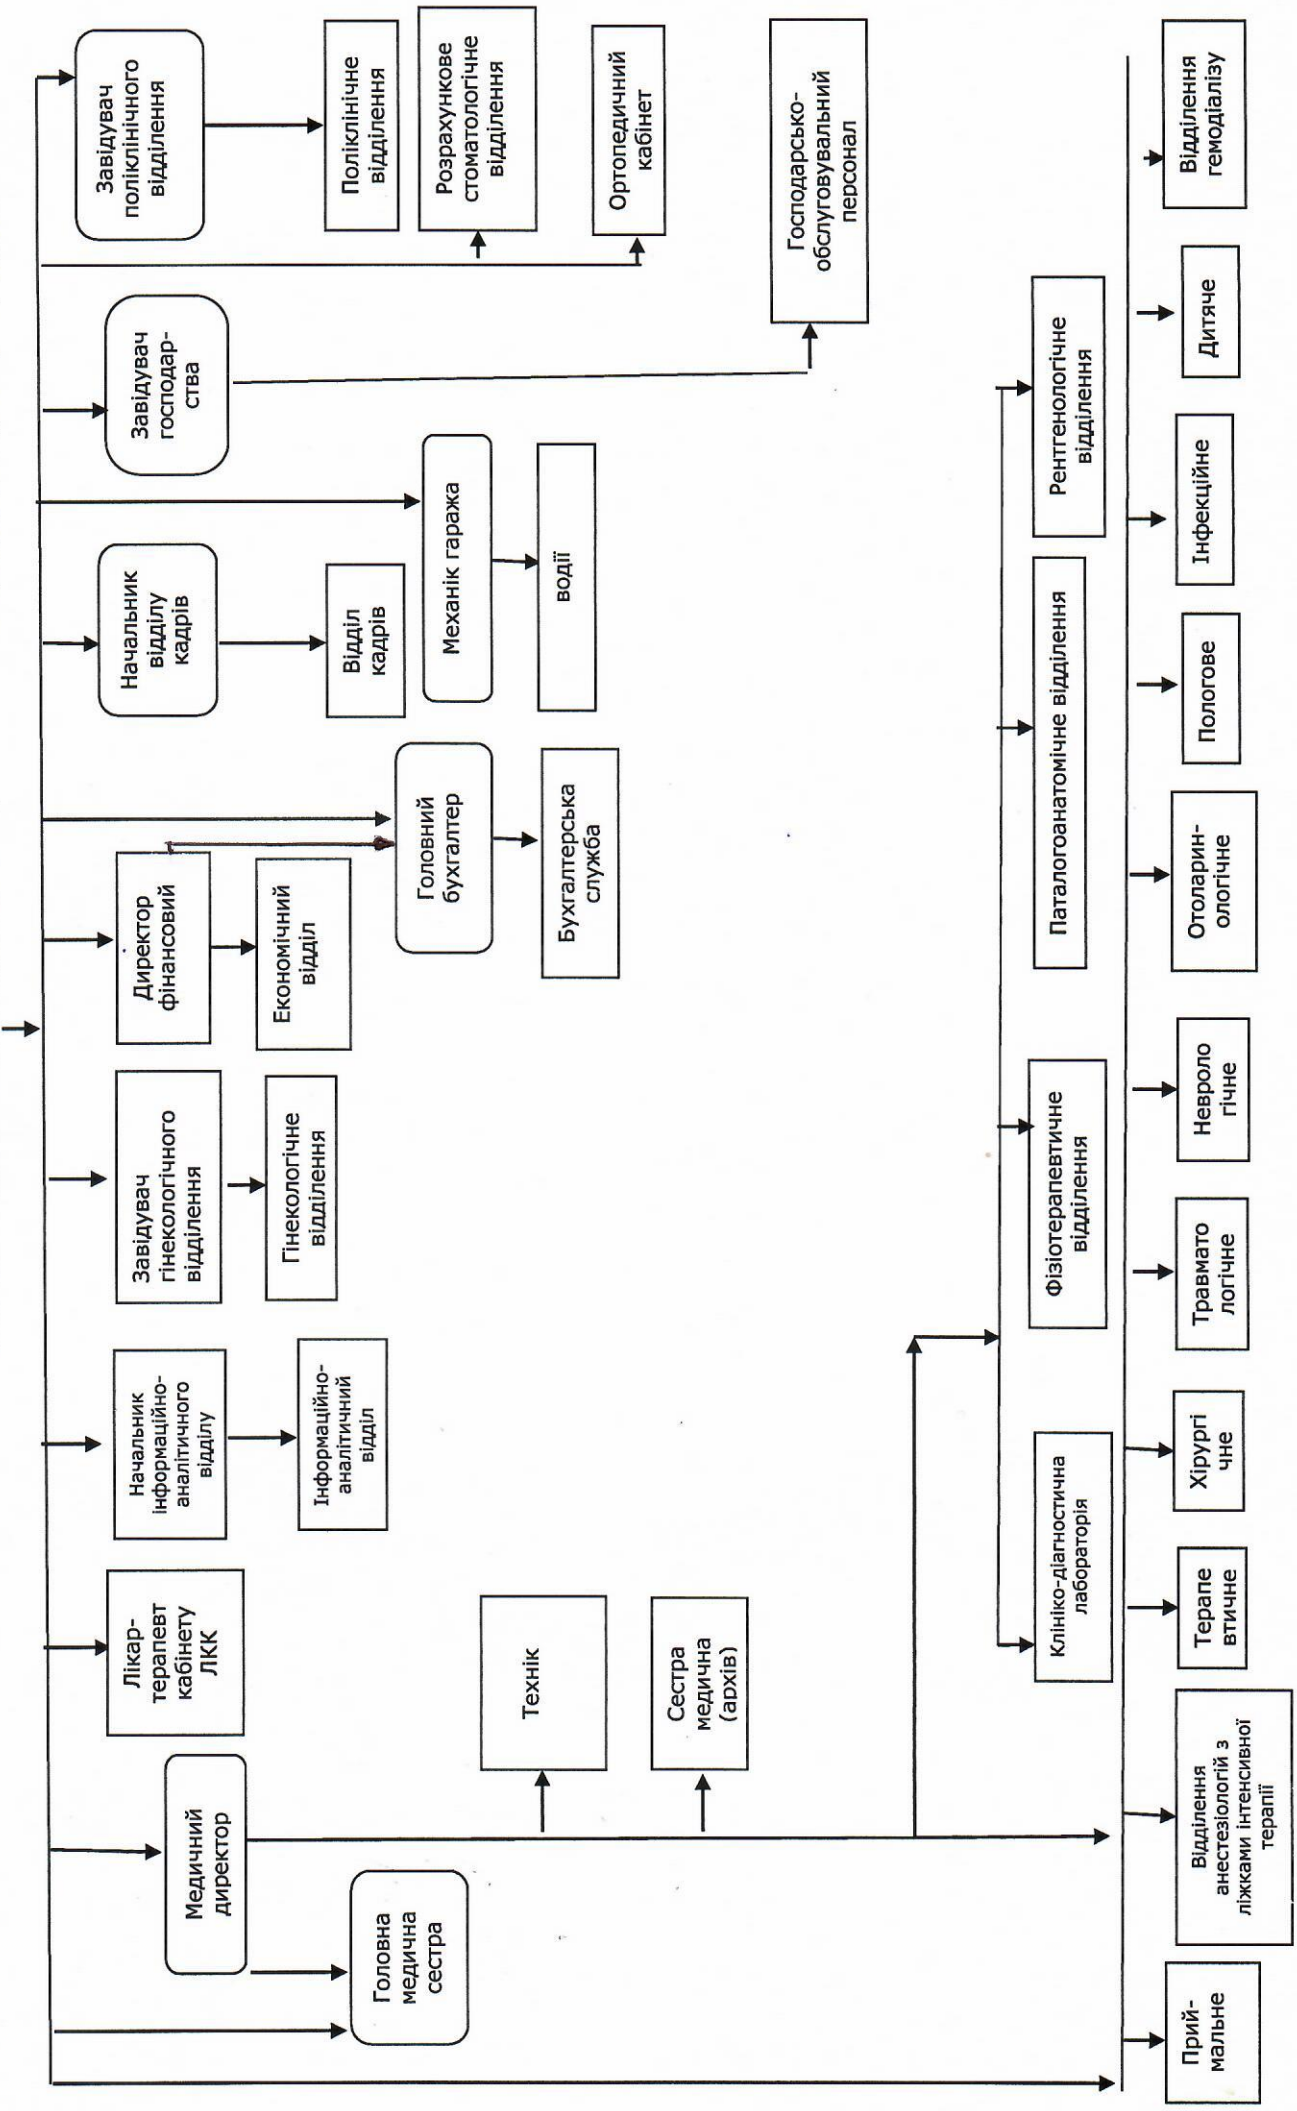 Медичний
директор
Головна
медична
сестра
Лікар-
терапевт
кабінету
ЛКК
Технік
Сестра
медична
(архів)
Начальник
інформаційно-
аналітичного
відділу
Інформаційно-
аналітичний
відділ
Завідувач
гінекологічного
відділення
Гінекологічне
відділення
Директор
фінансовий
Економічний
відділ
Головний
бухгалтер
Бухгалтерська
служба
Начальник
відділу
кадрів
Відділ
кадрів
Механік гаража
водії
Завідувач
господар-
ства
Господарсько-
обслуговувальний
персонал
Завідувач
поліклінічного
відділення
Поліклінічне
відділення
Розрахункове
стоматологічне
відділення
Ортопедичний
кабінет
Клініко-діагностична
лабораторія
Фізіотерапевтичне
відділення
Паталогоанатомічне відділення
Рентгенологічне
відділення
Прий-
мальне
Відділення
анестезіологій з
ліжками інтенсивної
терапії
Терапе
втичне
Хірургі
чне
Травмато
логічне
Невроло
гічне
Отоларин-
ологічне
Пологове
Інфекційне
Дитяче
Відділення
гемодіалізу